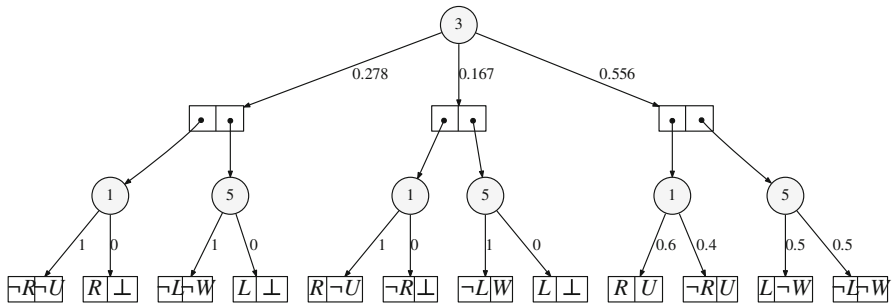 3
0.278 0.167 0.556
1 5 1 5 1 5
1 0 1 0 1 0 1 0 0.6 0.4 0.5 0.5
¬R ¬U R ⊥ ¬L ¬W L ⊥ R ¬U ¬R ⊥ ¬L W L ⊥ R U ¬R U L ¬W ¬L ¬W